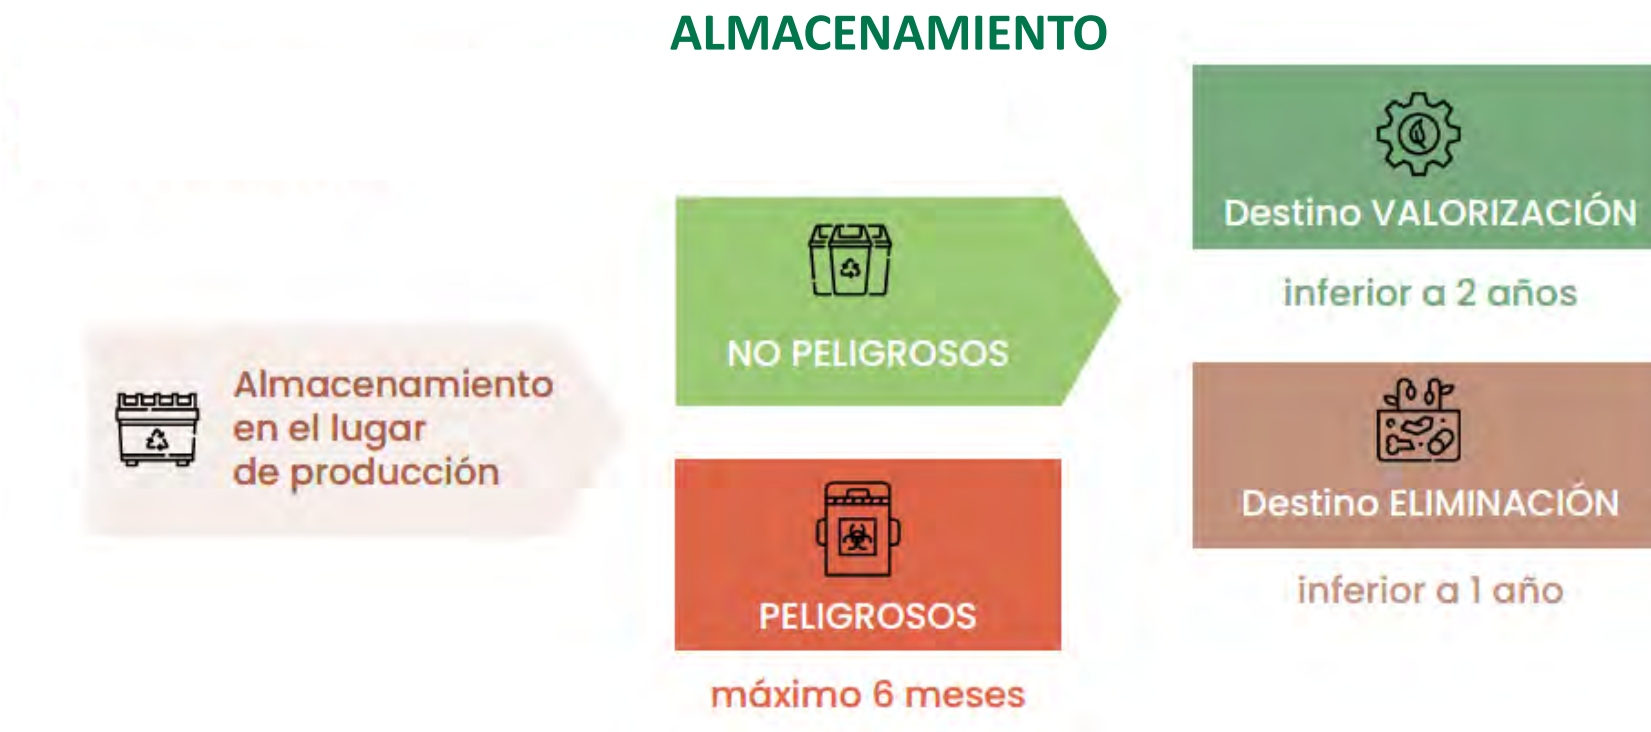 ALMACENAMIENTO
Almacenamiento
en el lugar
de producción
NO PELIGROSOS
PELIGROSOS
máximo 6 meses
Destino VALORIZACIÓN
inferior a 2 años
Destino ELIMINACIÓN
inferior a 1 año